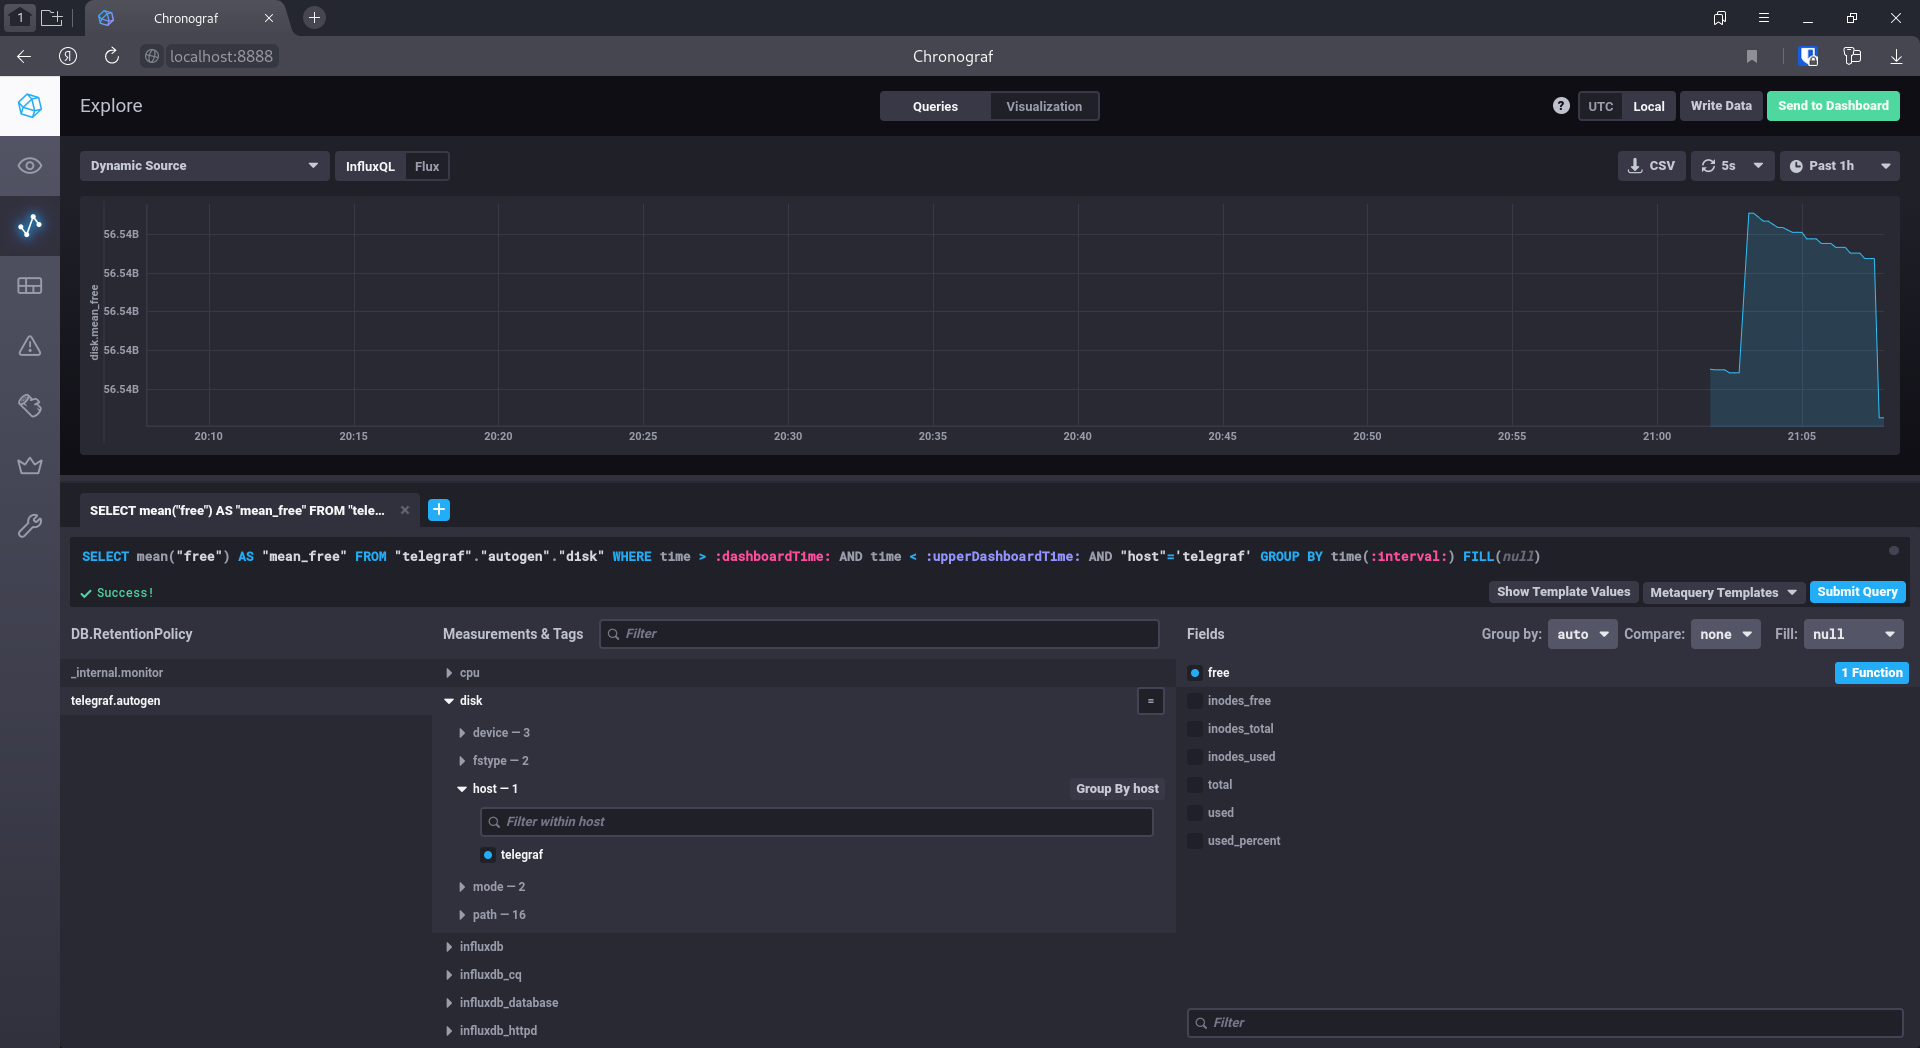 1
Chronograf
localhost:8888
Chronograf
Explore
Queries
Visualization
?
UTC
Local
Write Data
Send to Dashboard
Dynamic Source
InfluxQL
Flux
CSV
5s
Past 1h
disk.mean_free
56.54B
56.54B
56.54B
56.54B
56.54B
20:10
20:15
20:20
20:25
20:30
20:35
20:40
20:45
20:50
20:55
21:00
21:05
SELECT mean("free") AS "mean_free" FROM "tele...
SELECT mean("free") AS "mean_free" FROM "telegraf"."autogen"."disk" WHERE time > :dashboardTime: AND time < :upperDashboardTime: AND "host"='telegraf' GROUP BY time(:interval:) FILL(null)
Success!
Show Template Values
Metaquery Templates
Submit Query
DB.RetentionPolicy
_internal.monitor
telegraf.autogen
Measurements & Tags
Filter
cpu
disk
=
device — 3
fstype — 2
host — 1
Group By host
Filter within host
telegraf
mode — 2
path — 16
influxdb
influxdb_cq
influxdb_database
influxdb_httpd
Fields
Group by:
auto
Compare:
none
Fill:
null
free
1 Function
inodes_free
inodes_total
inodes_used
total
used
used_percent
Filter